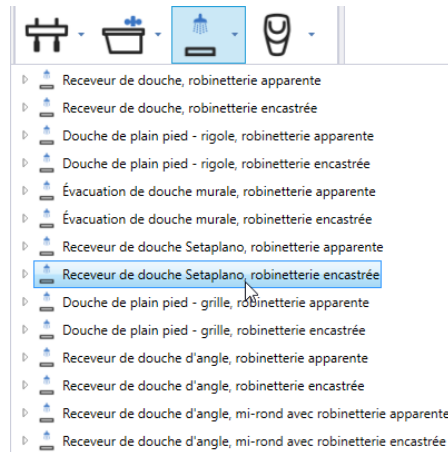 Receveur de douche, robinetterie apparente
Receveur de douche, robinetterie encastrée
Douche de plain pied - rigole, robinetterie apparente
Douche de plain pied - rigole, robinetterie encastrée
Évacuation de douche murale, robinetterie apparente
Évacuation de douche murale, robinetterie encastrée
Receveur de douche Setaplano, robinetterie apparente
Receveur de douche Setaplano, robinetterie encastrée
Douche de plain pied - grille, robinetterie apparente
Douche de plain pied - grille, robinetterie encastrée
Receveur de douche d'angle, robinetterie apparente
Receveur de douche d'angle, robinetterie encastrée
Receveur de douche d'angle, mi-rond avec robinetterie apparente
Receveur de douche d'angle, mi-rond avec robinetterie encastrée